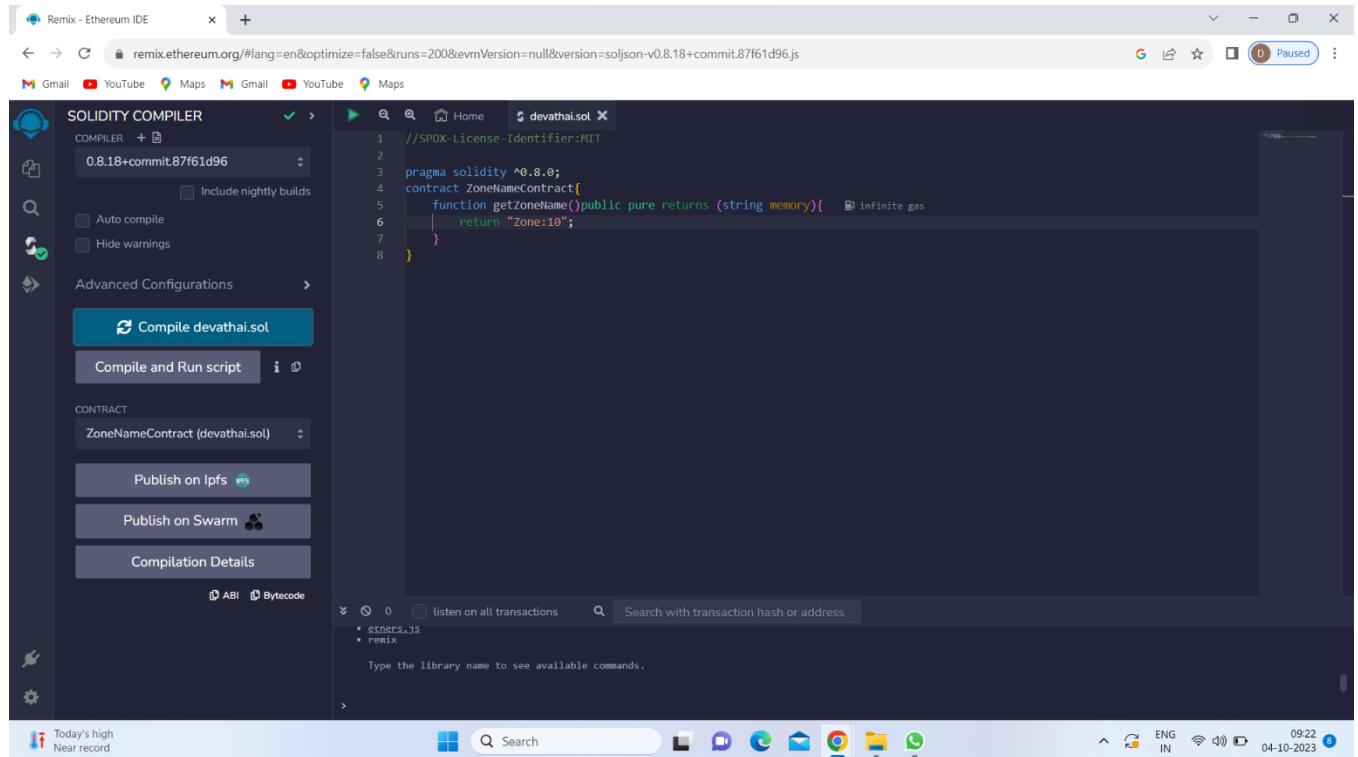 Remix - Ethereum IDE
remix.ethereum.org/#lang=en&optimize=false&runs=200&evmVersion=null&version=soljson-v0.8.18+commit.87f61d96.js
G
D Paused
Gmail YouTube Maps Gmail YouTube Maps
SOLIDITY COMPILER
COMPILER
0.8.18+commit.87f61d96
Include nightly builds
Auto compile
Hide warnings
Advanced Configurations
Compile devathai.sol
Compile and Run script
CONTRACT
ZoneNameContract (devathai.sol)
Publish on Ipfs IPFS
Publish on Swarm
Compilation Details
ABI Bytecode
Home devathai.sol
1 //SPDX-License-Identifier:MIT
2
3 pragma solidity ^0.8.0;
4 contract ZoneNameContract{
5 function getZoneName()public pure returns (string memory){ infinite gas
6 return "Zone:10";
7 }
8 }
0 listen on all transactions Search with transaction hash or address
• ethers.js
• remix
Type the library name to see available commands.
>
Today's high
Near record
Search
ENG
IN
09:22
04-10-2023
8